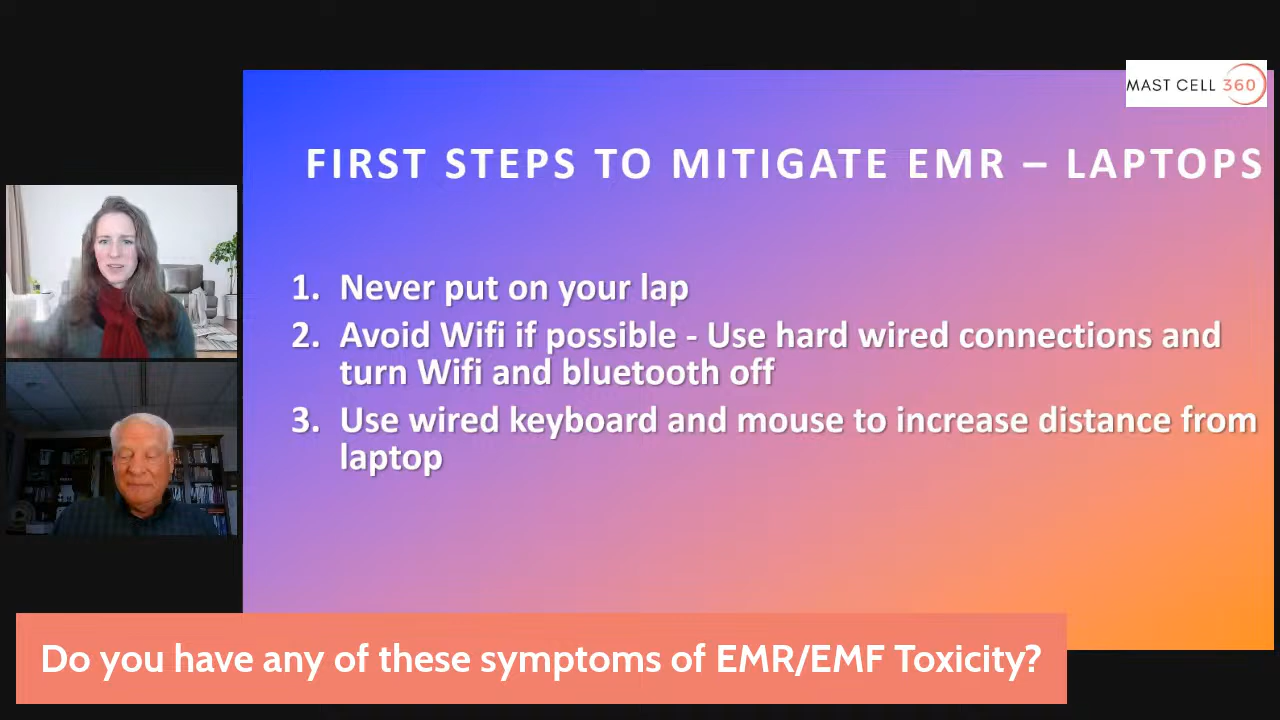 MAST CELL 360
FIRST STEPS TO MITIGATE EMR – LAPTOPS
1. Never put on your lap
2. Avoid Wifi if possible - Use hard wired connections and
turn Wifi and bluetooth off
3. Use wired keyboard and mouse to increase distance from
laptop
Do you have any of these symptoms of EMR/EMF Toxicity?